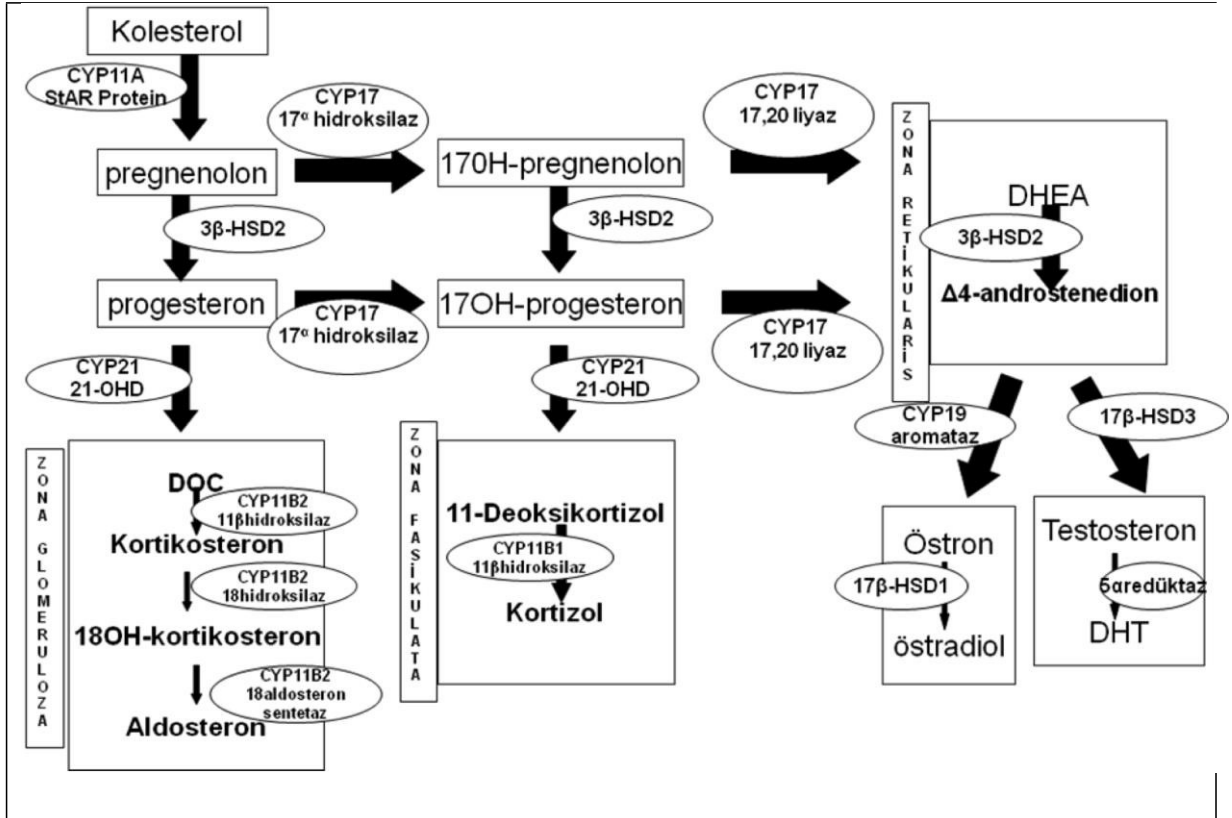 Kolesterol
CYP11A
StAR Protein
CYP17
17α hidroksilaz
CYP17
17,20 liyaz
pregnenolon
170H-pregnenolon
3β-HSD2
3β-HSD2
progesteron
17OH-progesteron
CYP17
17α hidroksilaz
CYP17
17,20 liyaz
ZONA RETİKULARİS
DHEA
3β-HSD2
Δ4-androstenedion
CYP21
21-OHD
CYP21
21-OHD
CYP19
aromataz
17β-HSD3
ZONA GLOMERULOZA
DOC
CYP11B2
11βhidroksilaz
Kortikosteron
CYP11B2
18hidroksilaz
18OH-kortikosteron
CYP11B2
18aldosteron
sentetaz
Aldosteron
ZONA FASİKULATA
11-Deoksikortizol
CYP11B1
11βhidroksilaz
Kortizol
Östron
17β-HSD1
östradiol
Testosteron
5αredüktaz
DHT